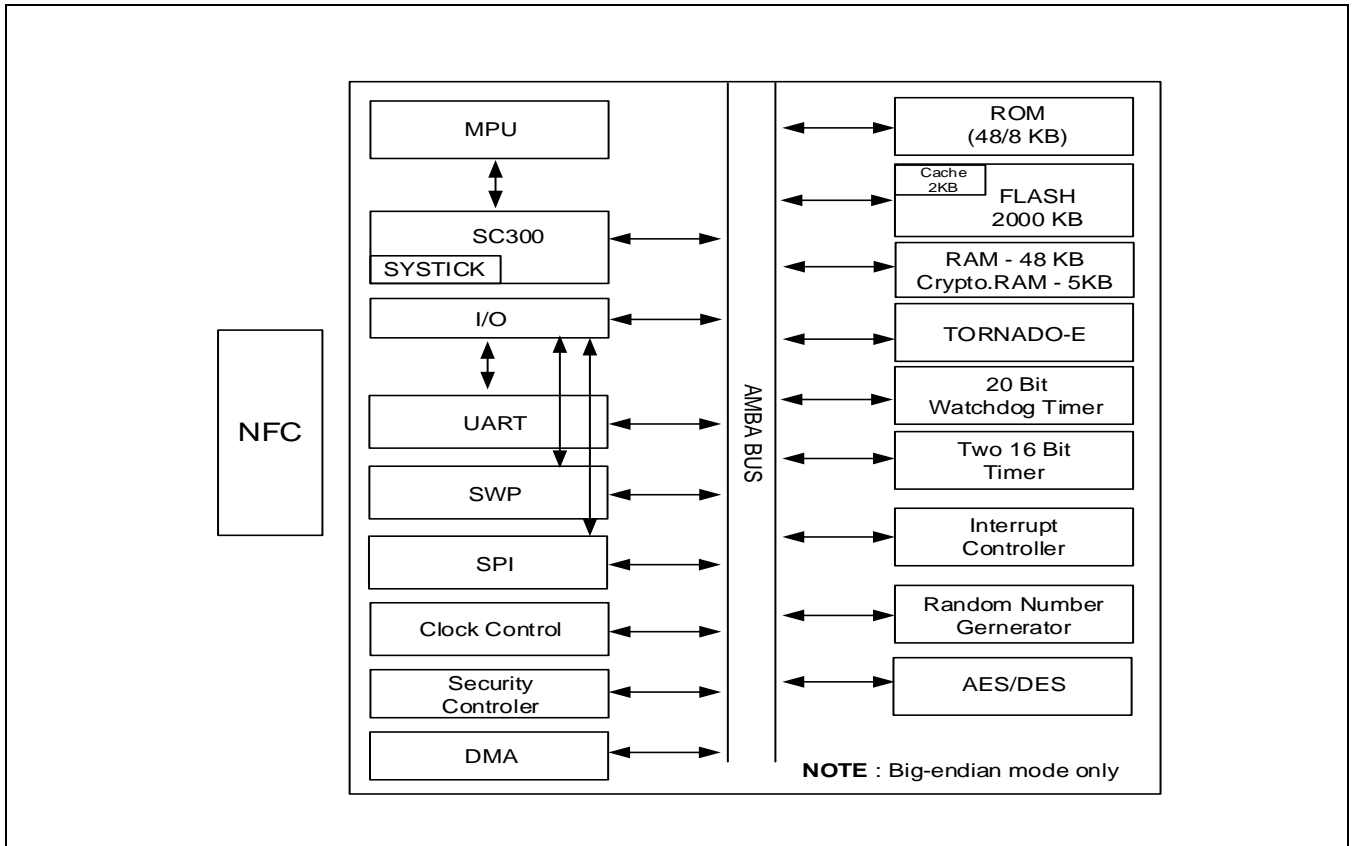 NFC
MPU
SC300
SYSTICK
I/O
UART
SWP
SPI
Clock Control
Security
Controler
DMA
AMBA BUS
ROM
(48/8 KB)
Cache
2KB
FLASH
2000 KB
RAM - 48 KB
Crypto.RAM - 5KB
TORNADO-E
20 Bit
Watchdog Timer
Two 16 Bit
Timer
Interrupt
Controller
Random Number
Gernerator
AES/DES
NOTE : Big-endian mode only